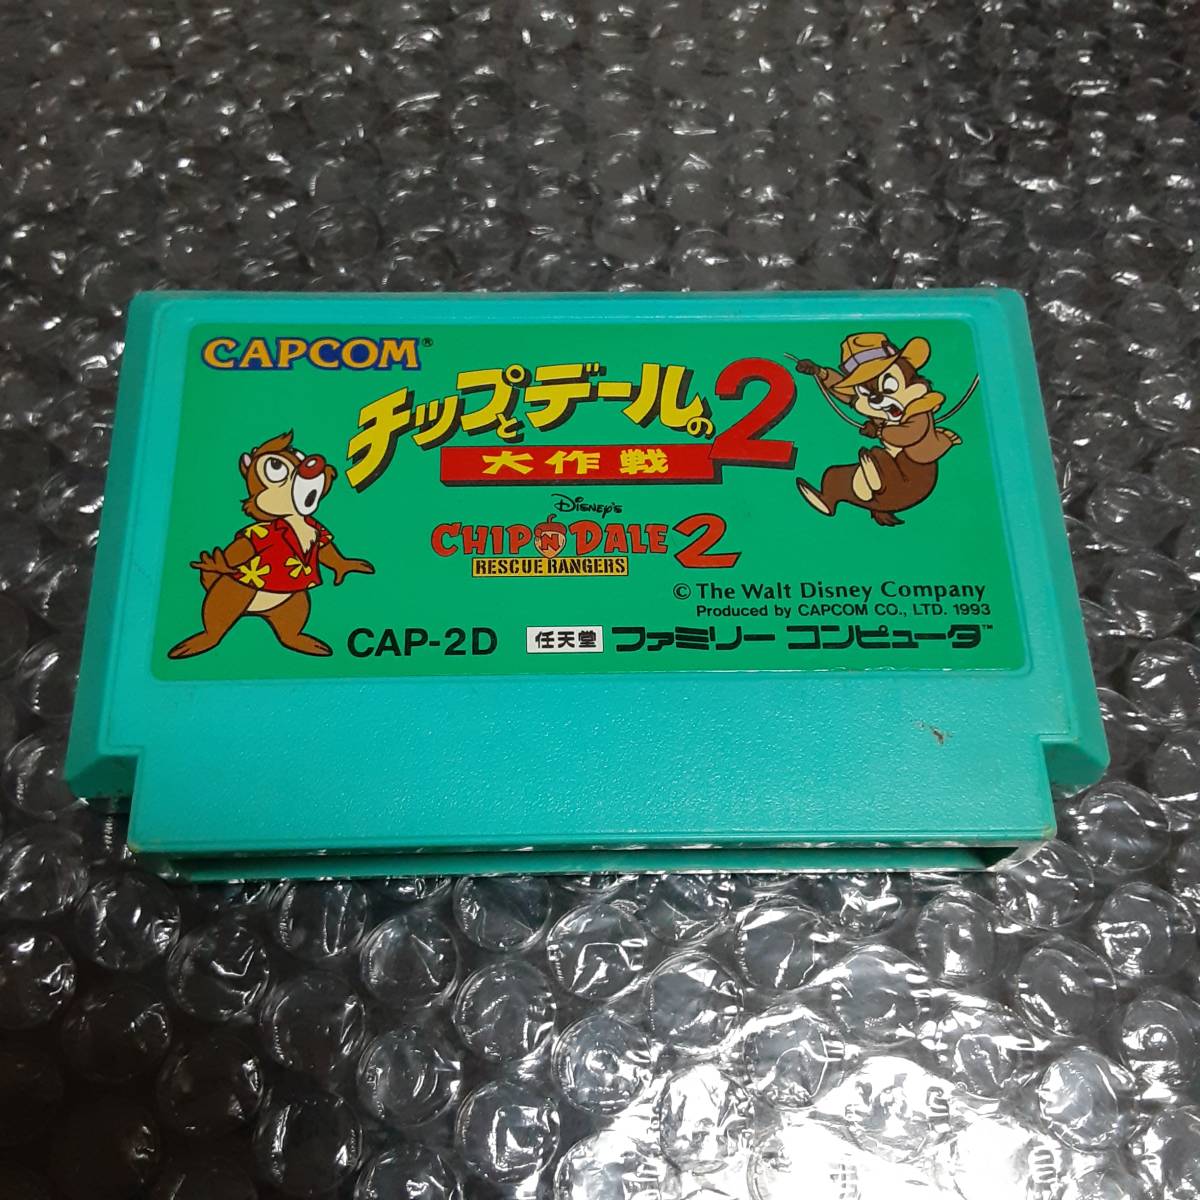 CAPCOM®
チップとデールの
大作戦2
Disney's
CHIP 'N DALE 2
RESCUE RANGERS
© The Walt Disney Company
Produced by CAPCOM CO., LTD. 1993
CAP-2D 任天堂 ファミリー コンピュータ™